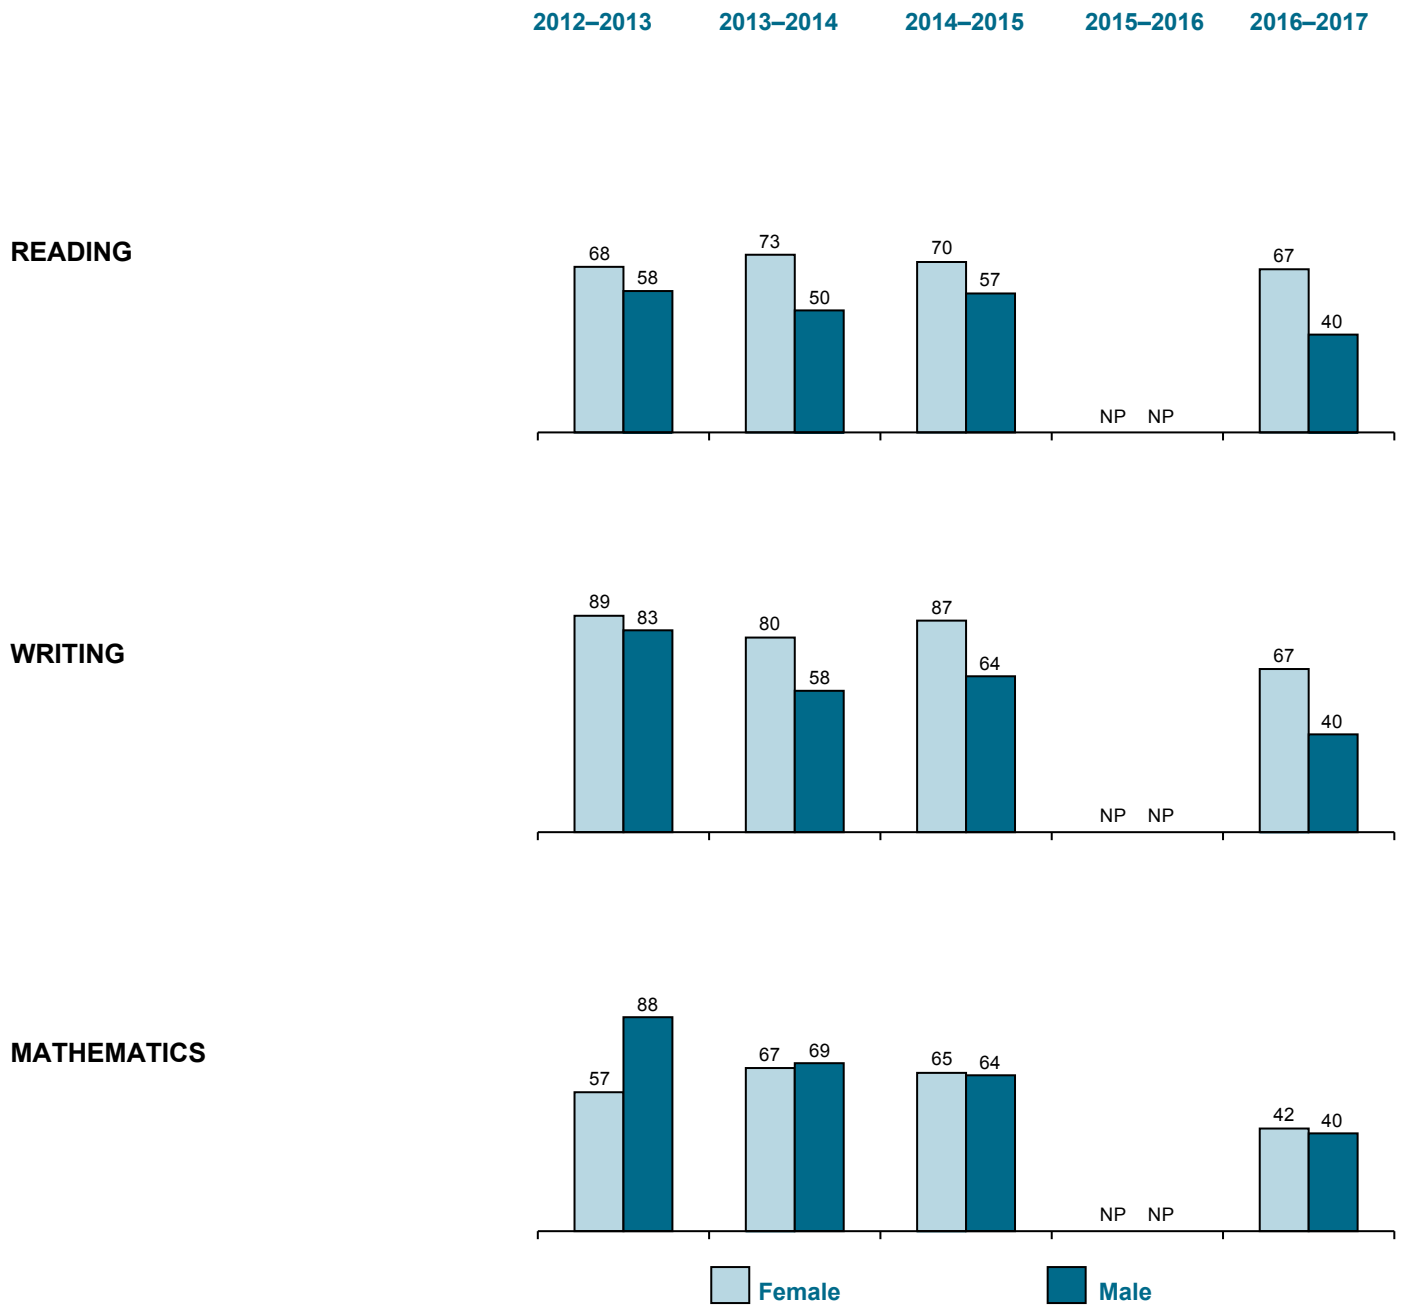 2012–2013 2013–2014 2014–2015 2015–2016 2016–2017
READING
68 58 73 50 70 57 NP NP 67 40
WRITING
89 83 80 58 87 64 NP NP 67 40
MATHEMATICS
57 88 67 69 65 64 NP NP 42 40
Female Male